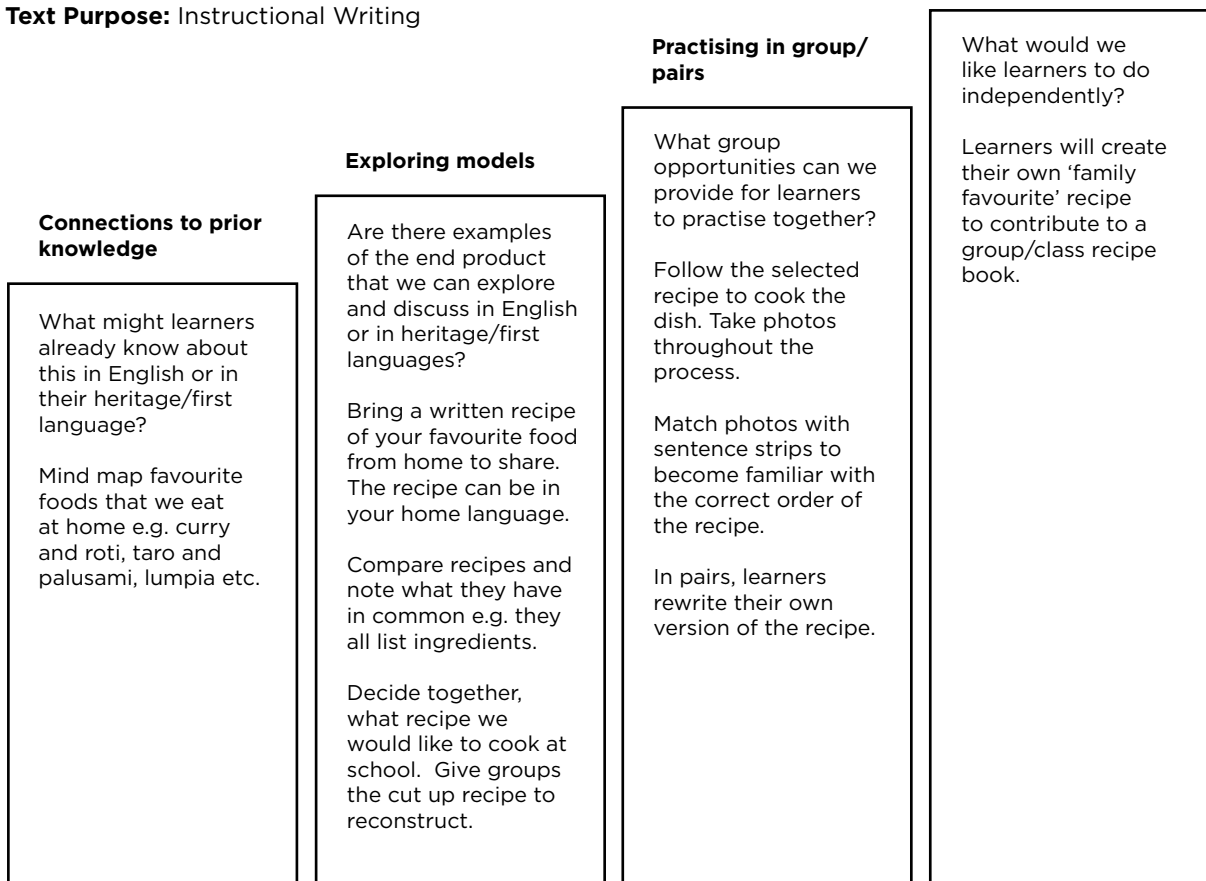 Text Purpose: Instructional Writing
Connections to prior
knowledge
What might learners
already know about
this in English or in
their heritage/first
language?
Mind map favourite
foods that we eat
at home e.g. curry
and roti, taro and
palusami, lumpia etc.
Exploring models
Are there examples
of the end product
that we can explore
and discuss in English
or in heritage/first
languages?
Bring a written recipe
of your favourite food
from home to share.
The recipe can be in
your home language.
Compare recipes and
note what they have
in common e.g. they
all list ingredients.
Decide together,
what recipe we
would like to cook at
school.  Give groups
the cut up recipe to
reconstruct.
Practising in group/
pairs
What group
opportunities can we
provide for learners
to practise together?
Follow the selected
recipe to cook the
dish. Take photos
throughout the
process.
Match photos with
sentence strips to
become familiar with
the correct order of
the recipe.
In pairs, learners
rewrite their own
version of the recipe.
What would we
like learners to do
independently?
Learners will create
their own ‘family
favourite’ recipe
to contribute to a
group/class recipe
book.